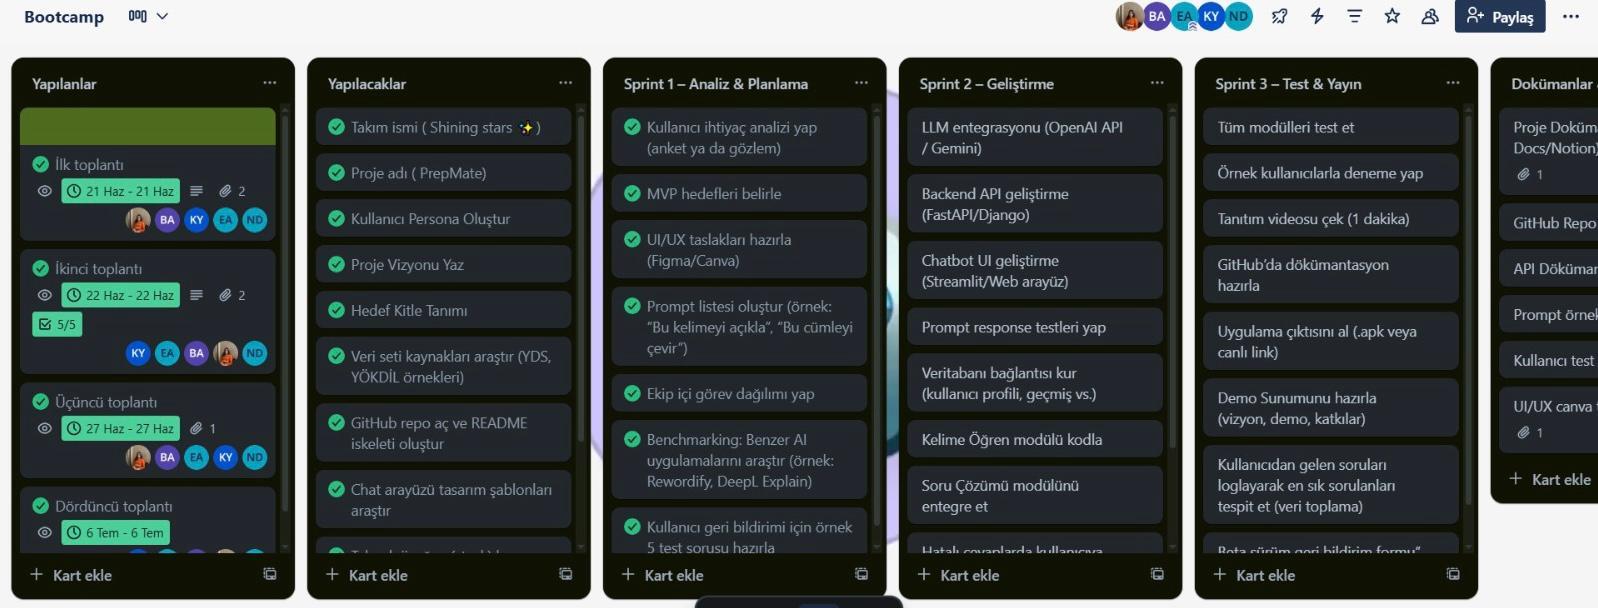 Bootcamp
BA EA KY ND
Paylaş
Yapılanlar
İlk toplantı
21 Haz - 21 Haz
2
BA KY EA ND
İkinci toplantı
22 Haz - 22 Haz
2
5/5
KY EA BA ND
Üçüncü toplantı
27 Haz - 27 Haz
1
BA EA KY ND
Dördüncü toplantı
6 Tem - 6 Tem
Kart ekle
Yapılacaklar
Takım ismi ( Shining stars ✨ )
Proje adı ( PrepMate)
Kullanıcı Persona Oluştur
Proje Vizyonu Yaz
Hedef Kitle Tanımı
Veri seti kaynakları araştır (YDS,
YÖKDİL örnekleri)
GitHub repo aç ve README
iskeleti oluştur
Chat arayüzü tasarım şablonları
araştır
Kart ekle
Sprint 1 – Analiz & Planlama
Kullanıcı ihtiyaç analizi yap
(anket ya da gözlem)
MVP hedefleri belirle
UI/UX taslakları hazırla
(Figma/Canva)
Prompt listesi oluştur (örnek:
“Bu kelimeyi açıkla”, “Bu cümleyi
çevir”)
Ekip içi görev dağılımı yap
Benchmarking: Benzer AI
uygulamalarını araştır (örnek:
Rewordify, DeepL Explain)
Kullanıcı geri bildirimi için örnek
5 test sorusu hazırla
Kart ekle
Sprint 2 – Geliştirme
LLM entegrasyonu (OpenAI API
/ Gemini)
Backend API geliştirme
(FastAPI/Django)
Chatbot UI geliştirme
(Streamlit/Web arayüz)
Prompt response testleri yap
Veritabanı bağlantısı kur
(kullanıcı profili, geçmiş vs.)
Kelime Öğren modülü kodla
Soru Çözümü modülünü
entegre et
Hatalı cevaplarda kullanıcıya
Kart ekle
Sprint 3 – Test & Yayın
Tüm modülleri test et
Örnek kullanıcılarla deneme yap
Tanıtım videosu çek (1 dakika)
GitHub’da dökümantasyon
hazırla
Uygulama çıktısını al (.apk veya
canlı link)
Demo Sunumunu hazırla
(vizyon, demo, katkılar)
Kullanıcıdan gelen soruları
loglayarak en sık sorulanları
tespit et (veri toplama)
Beta sürüm geri bildirim formu“
Kart ekle
Dokümanlar
Proje Doküm
Docs/Notion)
1
GitHub Repo
API Döküman
Prompt örnek
Kullanıcı test
UI/UX canva
1
Kart ekle